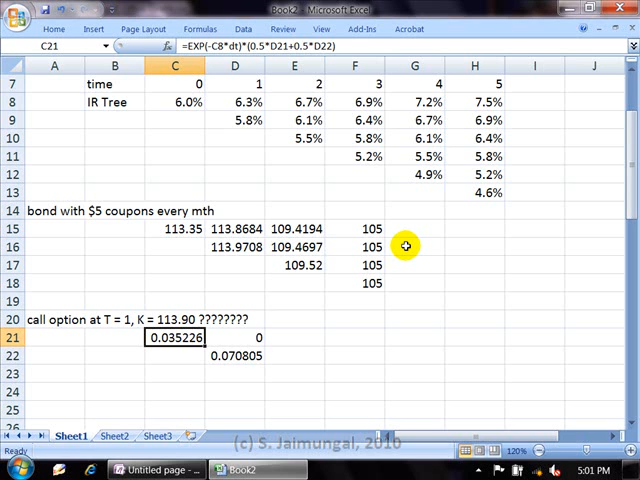 Book2 - Microsoft Excel
Home Insert Page Layout Formulas Data Review View Add-Ins Acrobat
C21 fx =EXP(-C8*dt)*(0.5*D21+0.5*D22)
A B C D E F G H I J
7 time 0 1 2 3 4 5
8 IR Tree 6.0% 6.3% 6.7% 6.9% 7.2% 7.5%
9 5.8% 6.1% 6.4% 6.7% 6.9%
10 5.5% 5.8% 6.1% 6.4%
11 5.2% 5.5% 5.8%
12 4.9% 5.2%
13 4.6%
14 bond with $5 coupons every mth
15 113.35 113.8684 109.4194 105
16 113.9708 109.4697 105
17 109.52 105
18 105
19
20 call option at T = 1, K = 113.90 ????????
21 0.035226 0
22 0.070805
23
24
25
26
Sheet1 Sheet2 Sheet3
(c) S. Jaimungal, 2010
Ready 120%
Untitled page - ... Book2 5:01 PM